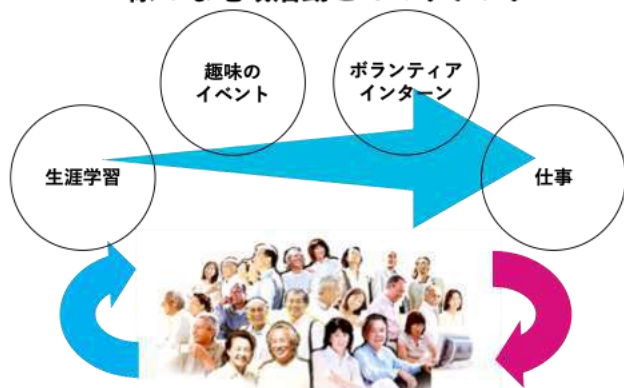 趣味の
イベント
ボランティア
インターン
生涯学習
仕事